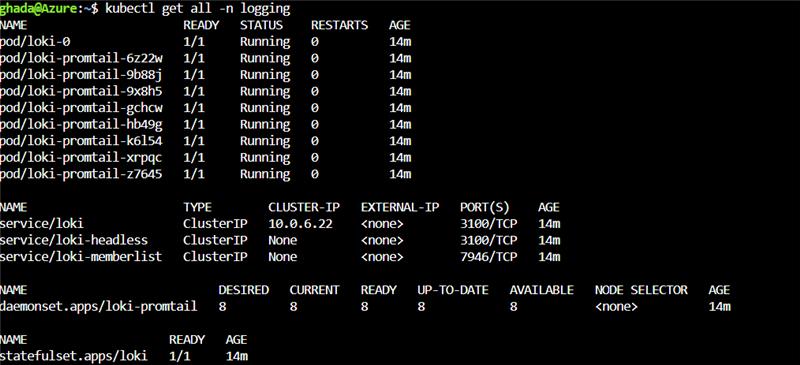 ghada@Azure:~$ kubectl get all -n logging
NAME READY STATUS RESTARTS AGE
pod/loki-0 1/1 Running 0 14m
pod/loki-promtail-6z22w 1/1 Running 0 14m
pod/loki-promtail-9b88j 1/1 Running 0 14m
pod/loki-promtail-9x8h5 1/1 Running 0 14m
pod/loki-promtail-gchcw 1/1 Running 0 14m
pod/loki-promtail-hb49g 1/1 Running 0 14m
pod/loki-promtail-k6l54 1/1 Running 0 14m
pod/loki-promtail-xrpqc 1/1 Running 0 14m
pod/loki-promtail-z7645 1/1 Running 0 14m
NAME TYPE CLUSTER-IP EXTERNAL-IP PORT(S) AGE
service/loki ClusterIP 10.0.6.22 <none> 3100/TCP 14m
service/loki-headless ClusterIP None <none> 3100/TCP 14m
service/loki-memberlist ClusterIP None <none> 7946/TCP 14m
NAME DESIRED CURRENT READY UP-TO-DATE AVAILABLE NODE SELECTOR AGE
daemonset.apps/loki-promtail 8 8 8 8 8 <none> 14m
NAME READY AGE
statefulset.apps/loki 1/1 14m